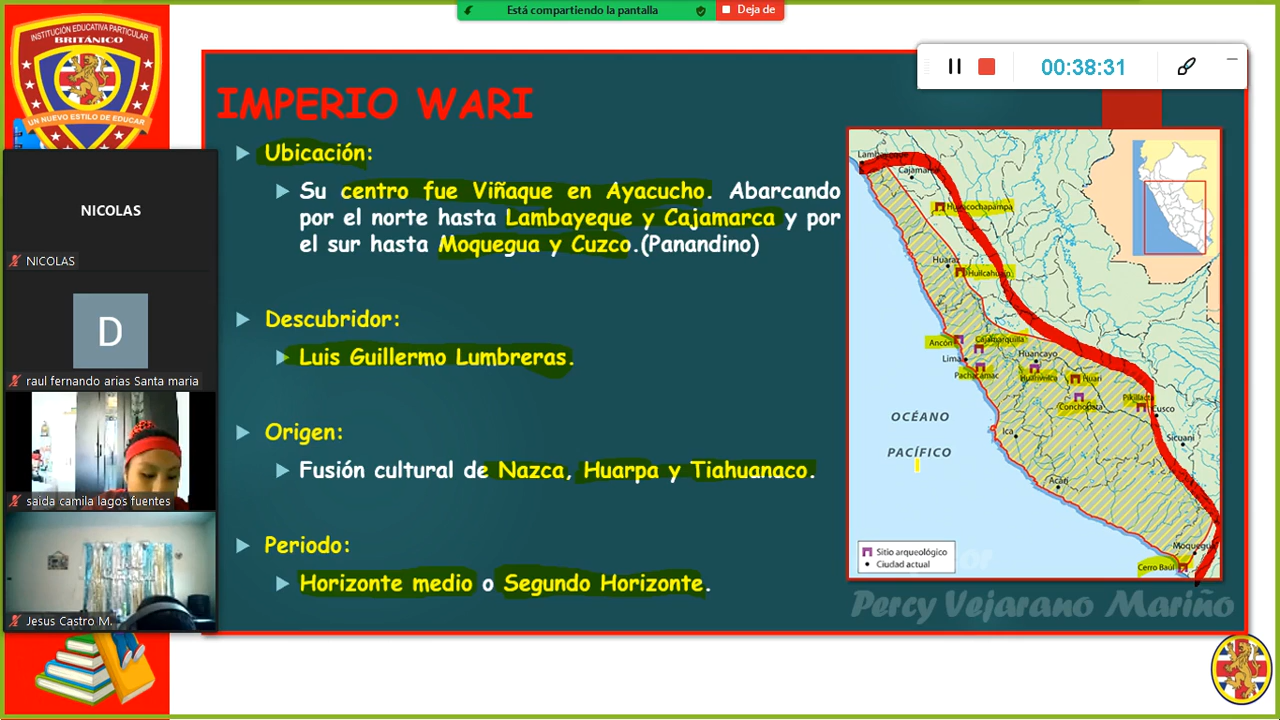 Está compartiendo la pantalla
Deja de
00:38:31
INSTITUCIÓN EDUCATIVA PARTICULAR
BRITÁNICO
UN NUEVO ESTILO DE EDUCAR
NICOLAS
NICOLAS
D
raul fernando arias Santa maria
saida camila lagos fuentes
Jesus Castro M.
IMPERIO WARI
Ubicación:
Su centro fue Viñaque en Ayacucho. Abarcando
por el norte hasta Lambayeque y Cajamarca y por
el sur hasta Moquegua y Cuzco.(Panandino)
Descubridor:
Luis Guillermo Lumbreras.
Origen:
Fusión cultural de Nazca, Huarpa y Tiahuanaco.
Periodo:
Horizonte medio o Segundo Horizonte.
Lambayeque
Cajamarca
Huaraz
Ancón
Cajamarquilla
Lima
Huancayo
Pachacamac
Huari
Conchopata
Pikillacta
Cusco
OCÉANO
PACÍFICO
Ica
Sicuani
Acarí
Moquegua
Cerro Baúl
Sitio arqueológico
Ciudad actual
Percy Vejarano Mariño